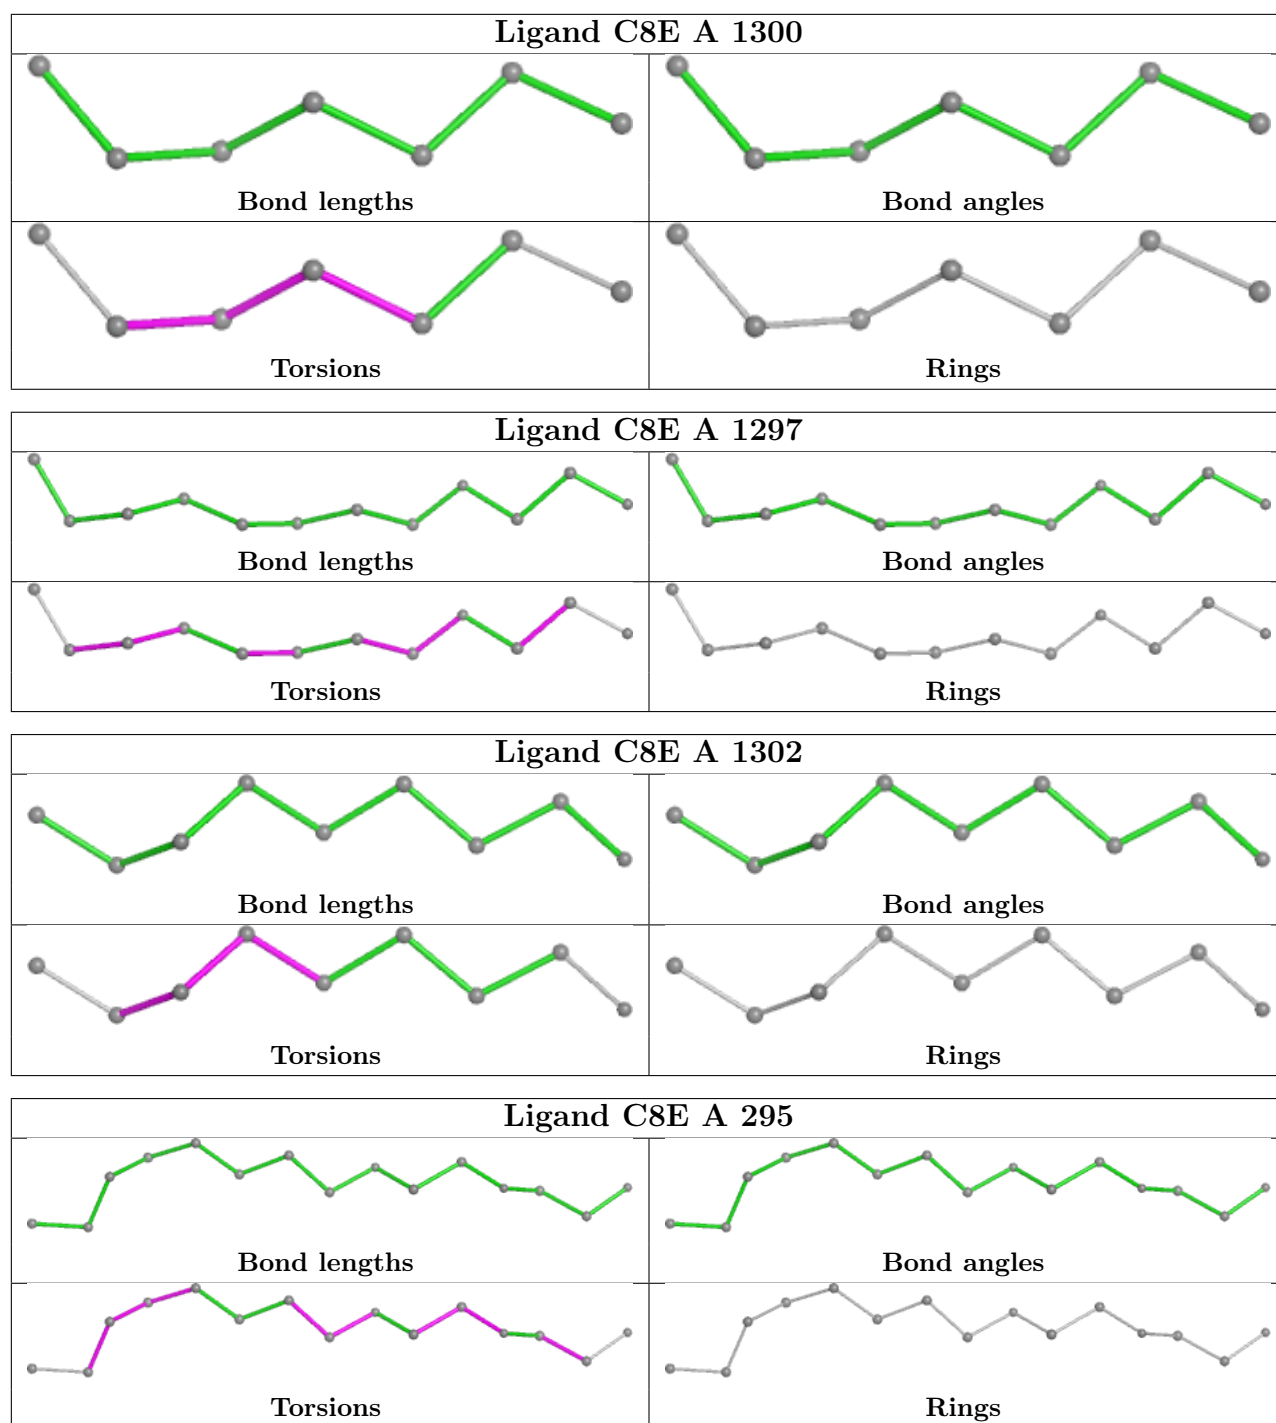 Ligand C8E A 1300
Bond lengths Bond angles
Torsions Rings
Ligand C8E A 1297
Bond lengths Bond angles
Torsions Rings
Ligand C8E A 1302
Bond lengths Bond angles
Torsions Rings
Ligand C8E A 295
Bond lengths Bond angles
Torsions Rings